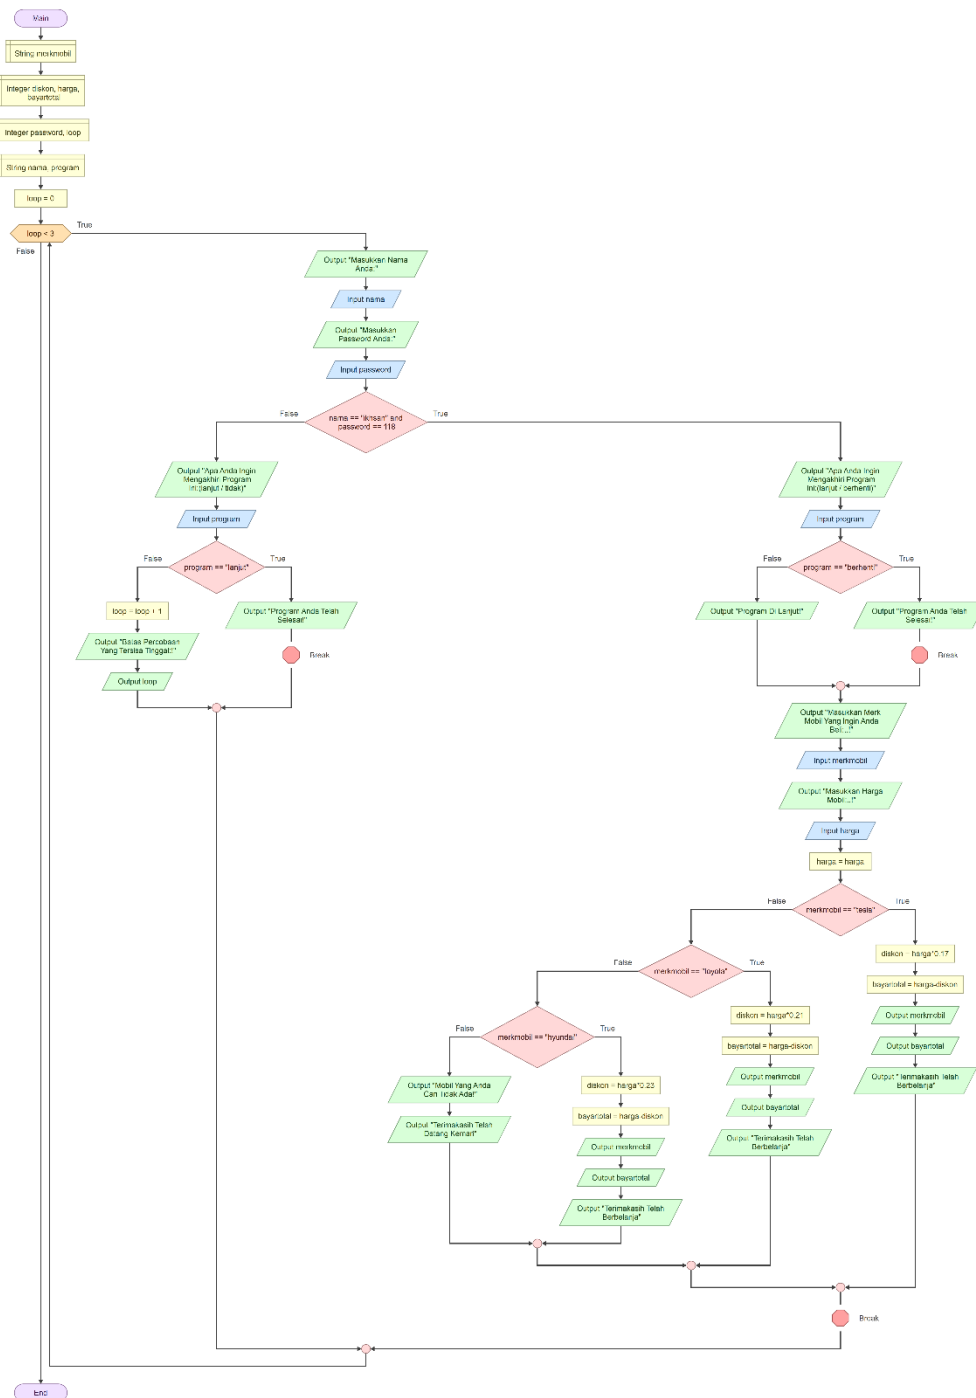 Main
String merkmobil
Integer diskon, harga,
bayartotal
Integer password, loop
String nama, program
loop = 0
loop < 3
True
False
Output "Masukkan Nama
Anda:"
Input nama
Output "Masukkan
Password Anda:"
Input password
nama == "ikhsan" and
password == 118
False
True
Output "Apa Anda Ingin
Mengakhiri Program
Ini:(lanjut / tidak)"
Input program
program == "lanjut"
False
True
loop = loop + 1
Output "Batas Percobaan
Yang Tersisa Tinggal:!"
Output loop
Output "Program Anda Telah
Selesai!"
Break
Output "Apa Anda Ingin
Mengakhiri Program
Ini:(lanjut / berhenti)"
Input program
program == "berhenti"
False
True
Output "Program Di Lanjut!"
Output "Program Anda Telah
Selesai!"
Break
Output "Masukkan Merk
Mobil Yang Ingin Anda
Beli:..!"
Input merkmobil
Output "Masukkan Harga
Mobil:..!"
Input harga
harga = harga
merkmobil == "tesla"
False
True
diskon = harga*0.17
bayartotal = harga-diskon
Output merkmobil
Output bayartotal
Output "Terimakasih Telah
Berbelanja"
merkmobil == "toyota"
False
True
diskon = harga*0.21
bayartotal = harga-diskon
Output merkmobil
Output bayartotal
Output "Terimakasih Telah
Berbelanja"
merkmobil == "hyundai"
False
True
Output "Mobil Yang Anda
Cari Tidak Ada!"
Output "Terimakasih Telah
Datang Kemari"
diskon = harga*0.23
bayartotal = harga-diskon
Output merkmobil
Output bayartotal
Output "Terimakasih Telah
Berbelanja"
Break
End